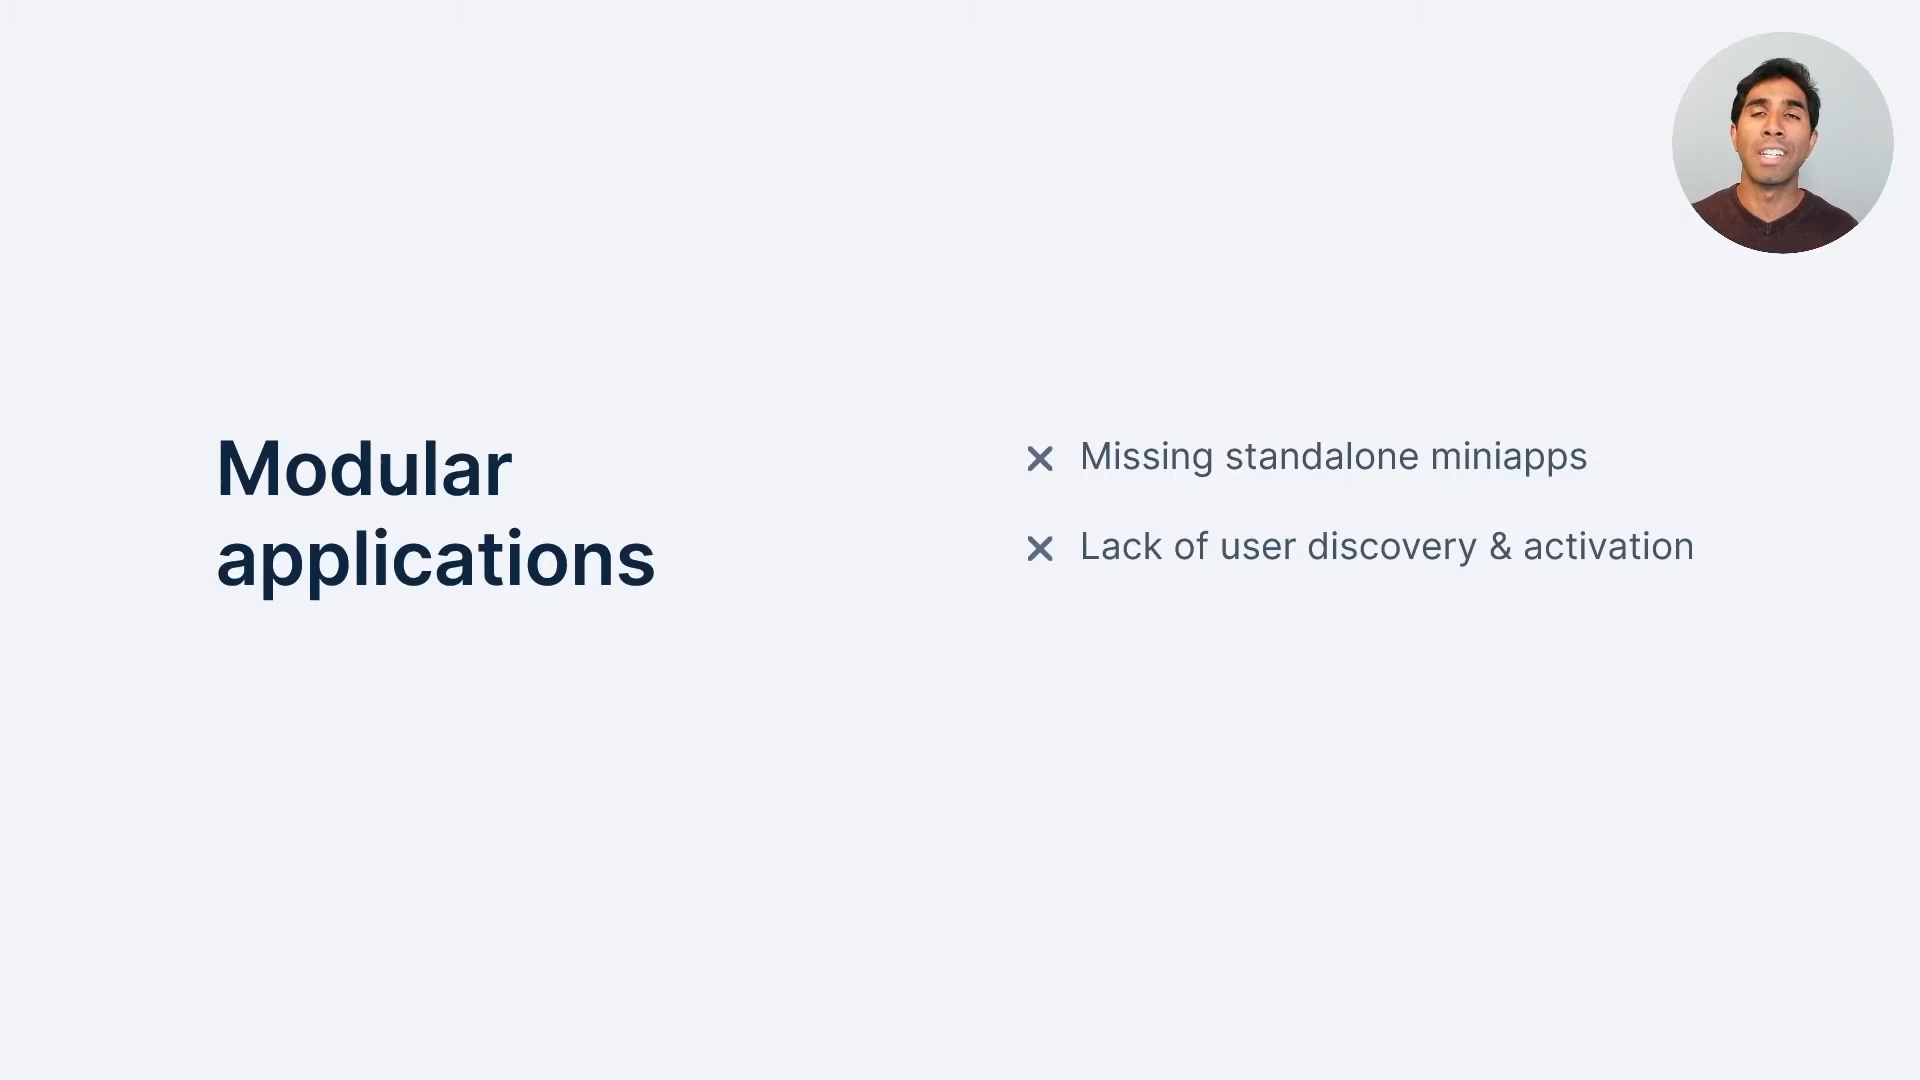 Modular
applications
Missing standalone miniapps
Lack of user discovery & activation